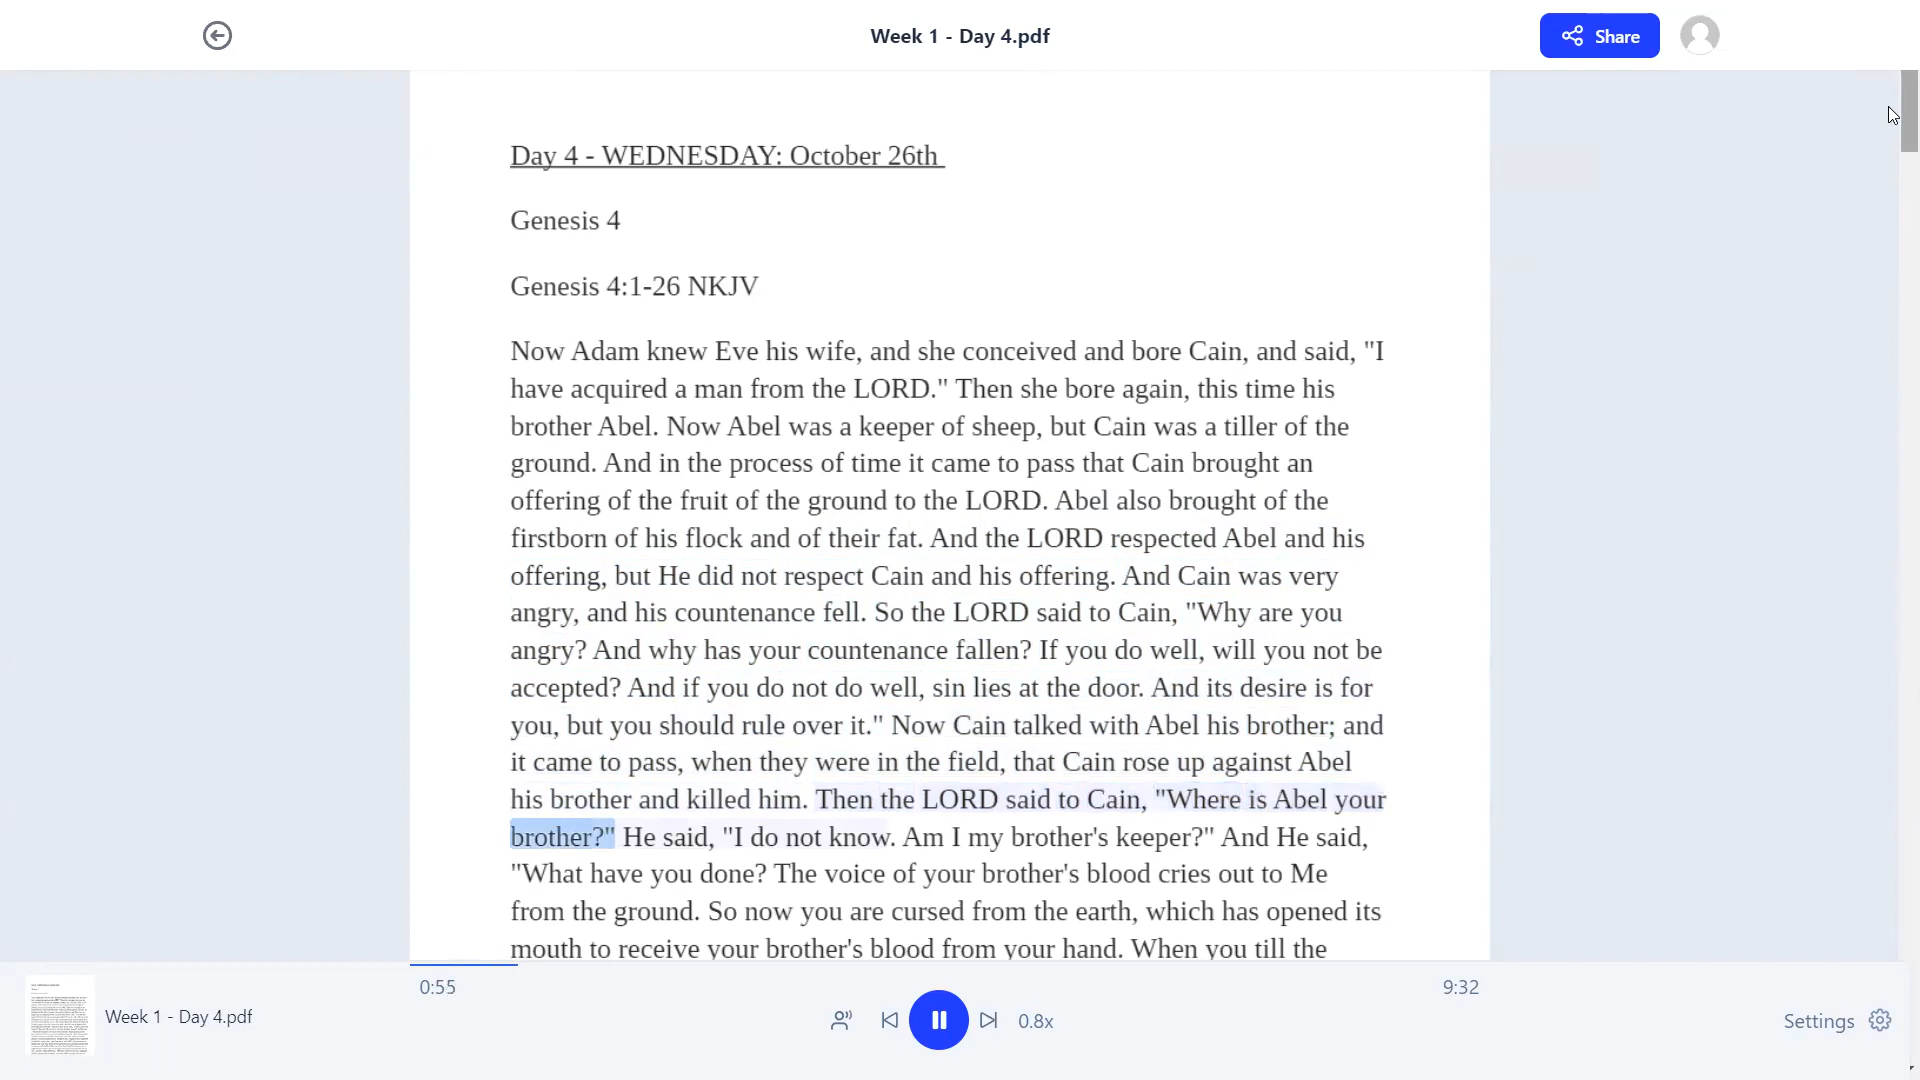 Week 1 - Day 4.pdf
Share
Day 4 - WEDNESDAY: October 26th
Genesis 4
Genesis 4:1-26 NKJV
Now Adam knew Eve his wife, and she conceived and bore Cain, and said, "I
have acquired a man from the LORD." Then she bore again, this time his
brother Abel. Now Abel was a keeper of sheep, but Cain was a tiller of the
ground. And in the process of time it came to pass that Cain brought an
offering of the fruit of the ground to the LORD. Abel also brought of the
firstborn of his flock and of their fat. And the LORD respected Abel and his
offering, but He did not respect Cain and his offering. And Cain was very
angry, and his countenance fell. So the LORD said to Cain, "Why are you
angry? And why has your countenance fallen? If you do well, will you not be
accepted? And if you do not do well, sin lies at the door. And its desire is for
you, but you should rule over it." Now Cain talked with Abel his brother; and
it came to pass, when they were in the field, that Cain rose up against Abel
his brother and killed him. Then the LORD said to Cain, "Where is Abel your
brother?" He said, "I do not know. Am I my brother's keeper?" And He said,
"What have you done? The voice of your brother's blood cries out to Me
from the ground. So now you are cursed from the earth, which has opened its
mouth to receive your brother's blood from your hand. When you till the
0:55
9:32
Week 1 - Day 4.pdf
0.8x
Settings